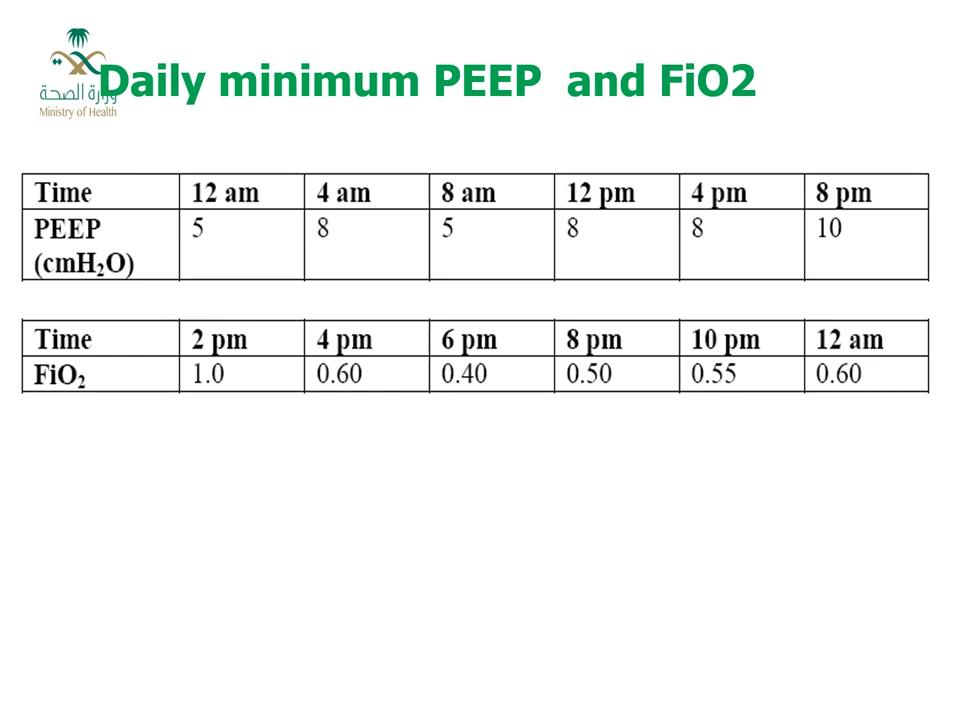 وزارة الصحة
Ministry of Health
Daily minimum PEEP and FiO2
Time 12 am 4 am 8 am 12 pm 4 pm 8 pm
PEEP 5 8 5 8 8 10
(cmH₂O)
Time 2 pm 4 pm 6 pm 8 pm 10 pm 12 am
FiO₂ 1.0 0.60 0.40 0.50 0.55 0.60